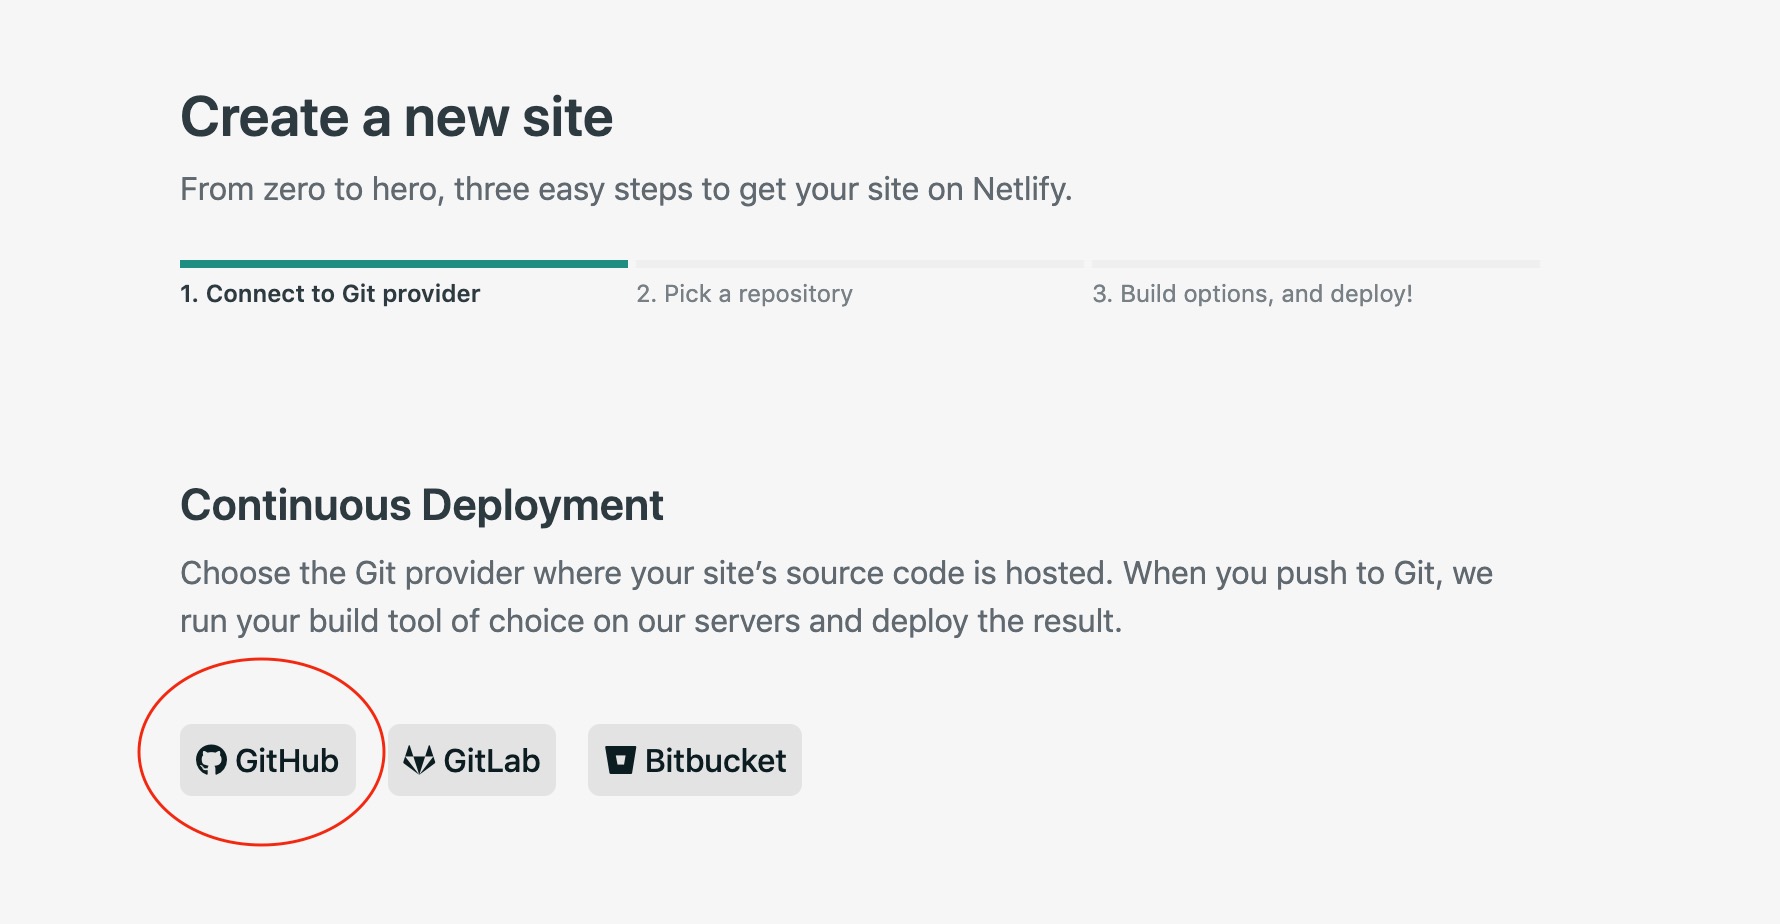 Create a new site
From zero to hero, three easy steps to get your site on Netlify.
1. Connect to Git provider
2. Pick a repository
3. Build options, and deploy!
Continuous Deployment
Choose the Git provider where your site’s source code is hosted. When you push to Git, we
run your build tool of choice on our servers and deploy the result.
GitHub
GitLab
Bitbucket